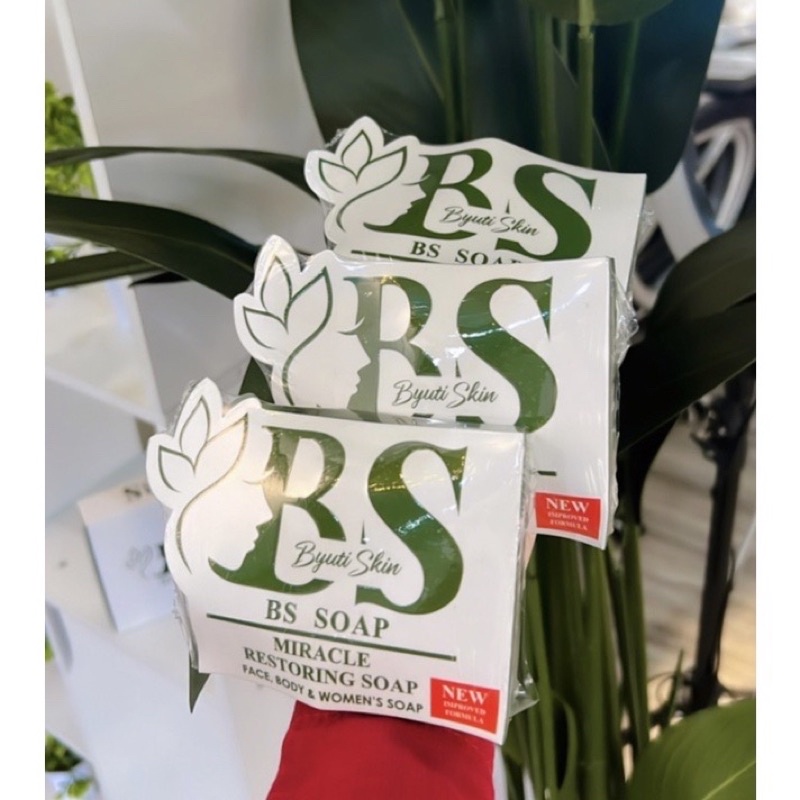 BS
Byuti Skin
BS SOAP
BS
Byuti Skin
NEW
IMPROVED
FORMULA
BS
Byuti Skin
BS SOAP
MIRACLE
RESTORING SOAP
FACE, BODY & WOMEN'S SOAP
NEW
IMPROVED
FORMULA